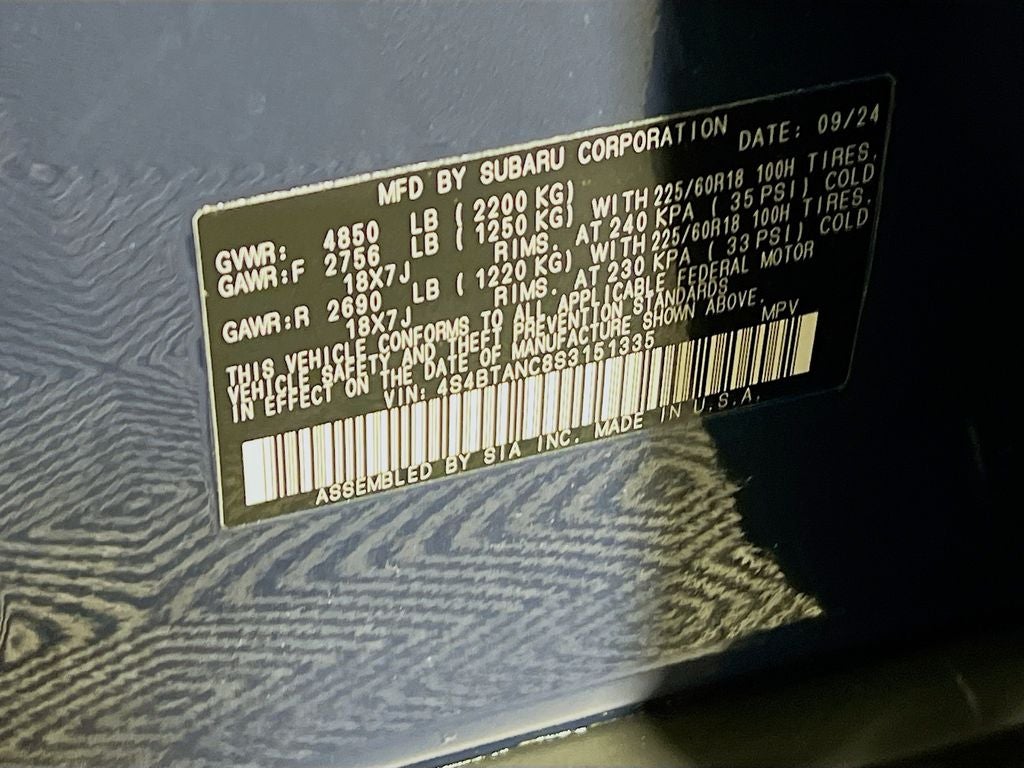 MFD BY SUBARU CORPORATION DATE: 09/24
GVWR: 4850 LB ( 2200 KG)
GAWR:F 2756 LB ( 1250 KG) WITH 225/60R18 100H TIRES,
18X7J RIMS. AT 240 KPA ( 35 PSI) COLD
GAWR:R 2690 LB ( 1220 KG) WITH 225/60R18 100H TIRES,
18X7J RIMS. AT 230 KPA ( 33 PSI) COLD
THIS VEHICLE CONFORMS TO ALL APPLICABLE FEDERAL MOTOR
VEHICLE SAFETY AND THEFT PREVENTION STANDARDS
IN EFFECT ON THE DATE OF MANUFACTURE SHOWN ABOVE.
VIN: 4S4BTANC8S3151335 MPV
ASSEMBLED BY SIA INC. MADE IN U.S.A.